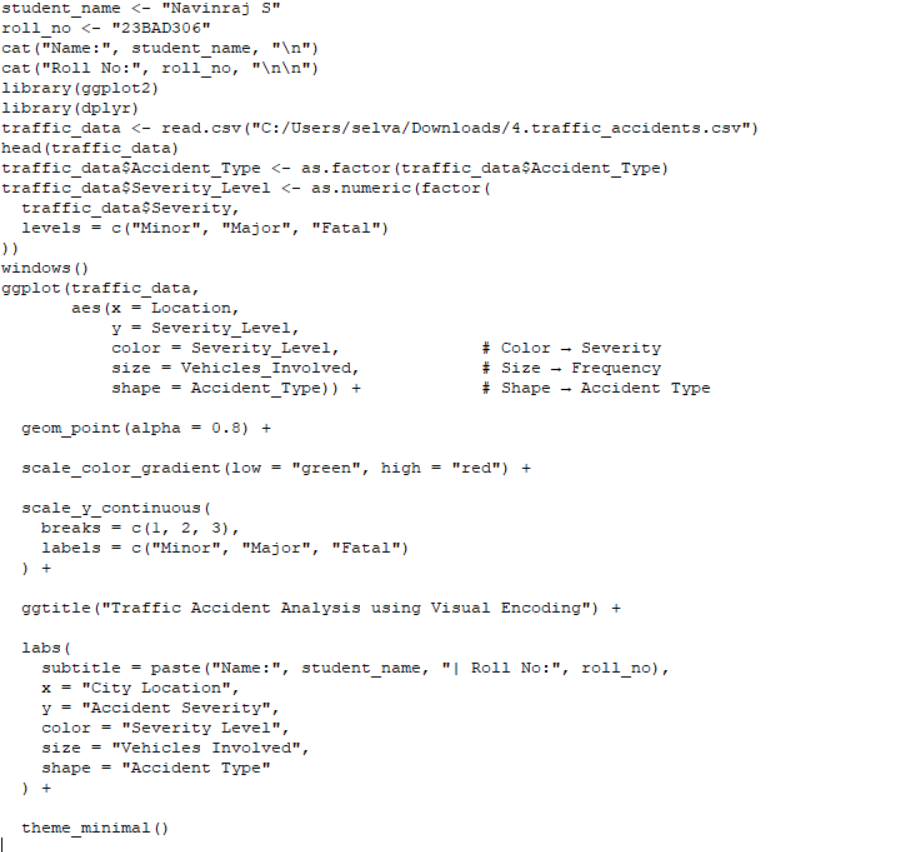 student_name <- "Navinraj S"
roll_no <- "23BAD306"
cat("Name:", student_name, "\n")
cat("Roll No:", roll_no, "\n\n")
library(ggplot2)
library(dplyr)
traffic_data <- read.csv("C:/Users/selva/Downloads/4.traffic_accidents.csv")
head(traffic_data)
traffic_data$Accident_Type <- as.factor(traffic_data$Accident_Type)
traffic_data$Severity_Level <- as.numeric(factor(
  traffic_data$Severity,
  levels = c("Minor", "Major", "Fatal")
))
windows()
ggplot(traffic_data,
       aes(x = Location,
           y = Severity_Level,
           color = Severity_Level,              # Color → Severity
           size = Vehicles_Involved,            # Size → Frequency
           shape = Accident_Type)) +            # Shape → Accident Type
  geom_point(alpha = 0.8) +
  scale_color_gradient(low = "green", high = "red") +
  scale_y_continuous(
    breaks = c(1, 2, 3),
    labels = c("Minor", "Major", "Fatal")
  ) +
  ggtitle("Traffic Accident Analysis using Visual Encoding") +
  labs(
    subtitle = paste("Name:", student_name, "| Roll No:", roll_no),
    x = "City Location",
    y = "Accident Severity",
    color = "Severity Level",
    size = "Vehicles Involved",
    shape = "Accident Type"
  ) +
  theme_minimal()